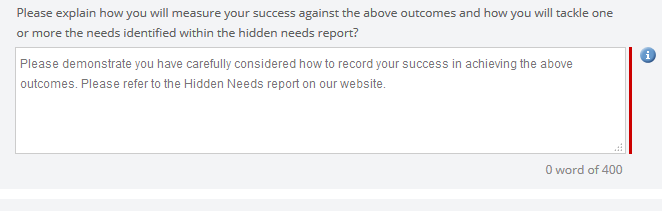 Please explain how you will measure your success against the above outcomes and how you will tackle one
or more the needs identified within the hidden needs report?
Please demonstrate you have carefully considered how to record your success in achieving the above
outcomes. Please refer to the Hidden Needs report on our website.
i
0 word of 400